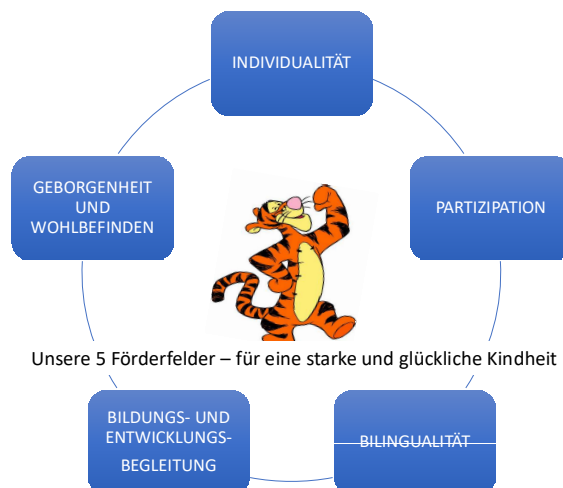 INDIVIDUALITÄT
GEBORGENHEIT
UND
WOHLBEFINDEN
PARTIZIPATION
Unsere 5 Förderfelder – für eine starke und glückliche Kindheit
BILDUNGS- UND
ENTWICKLUNGS-
BEGLEITUNG
BILINGUALITÄT